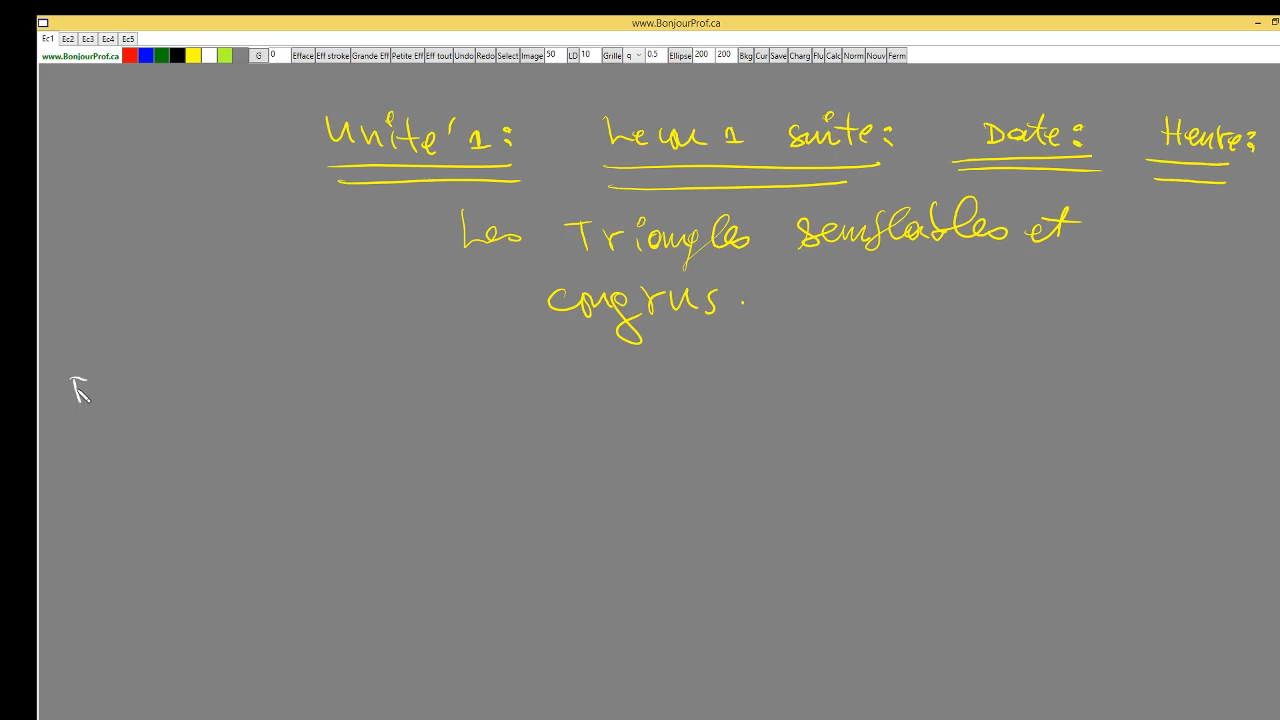 www.BonjourProf.ca
Ec1 Ec2 Ec3 Ec4 Ec5
www.BonjourProf.ca G 0 Efface Eff stroke Grande Eff Petite Eff Eff tout Undo Redo Select Image 50 LD 10 Grille q 0.5 Ellipse 200 200 Bkg Cur Save Charg Flu Calc Norm Nouv Ferm
Unité 1: Leçon 1 suite: Date: Heure:
Les Triangles semblables et
congrus.